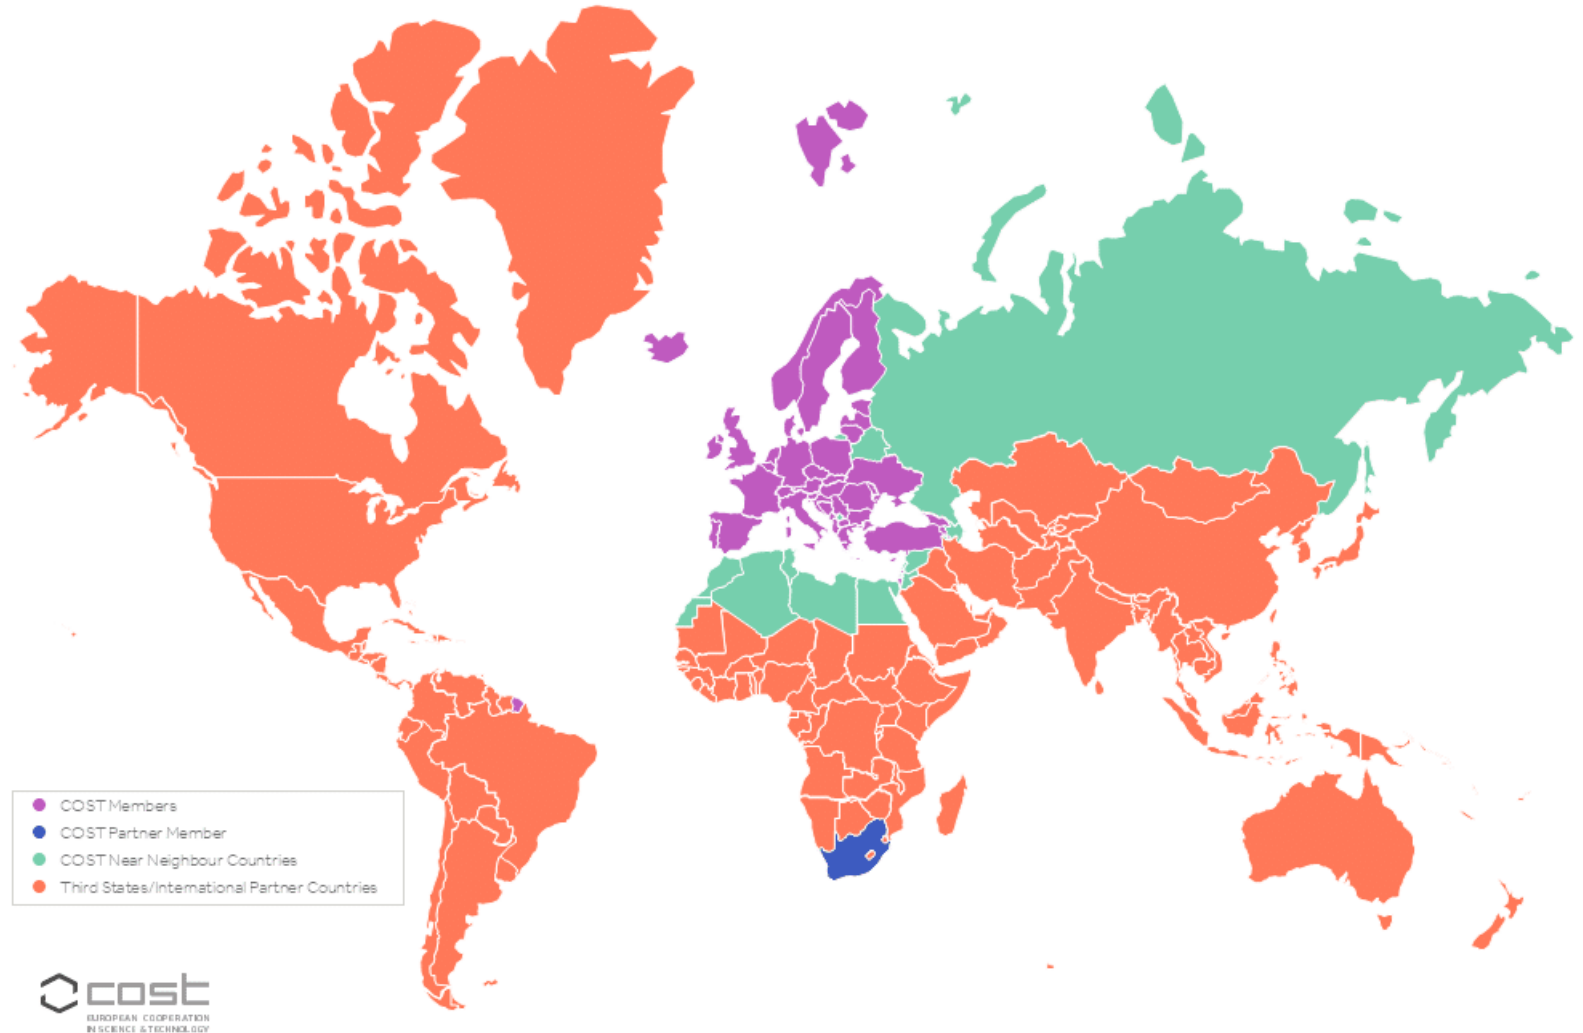 COST Members
COST Partner Member
COST Near Neighbour Countries
Third States/International Partner Countries
cost
EUROPEAN COOPERATION
IN SCIENCE & TECHNOLOGY